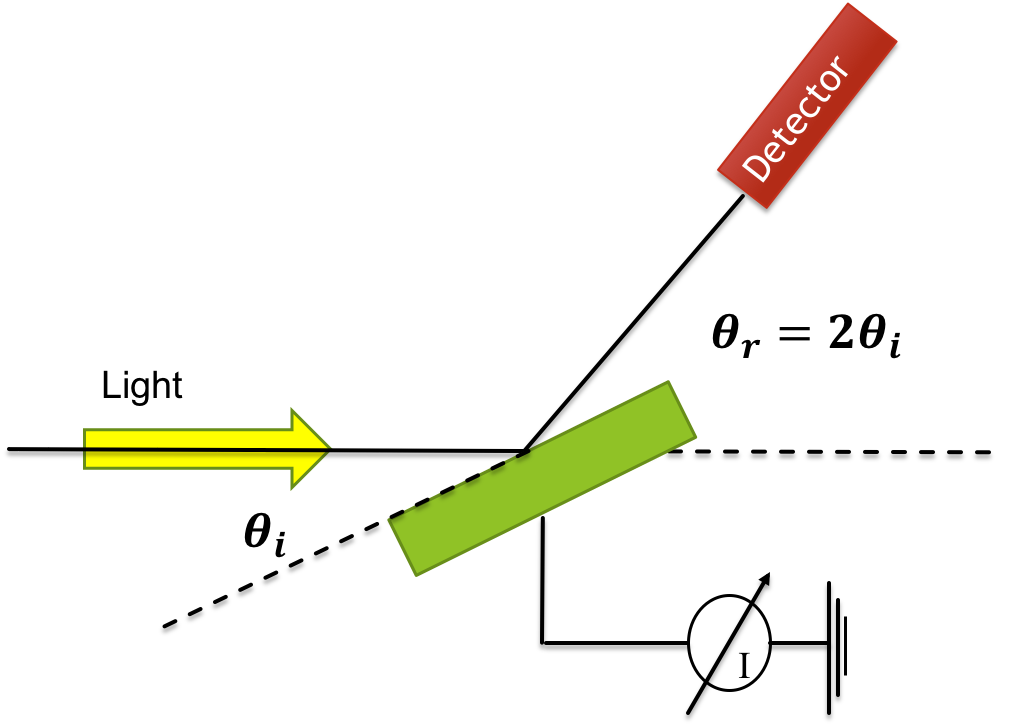 Detector
θᵣ = 2θᵢ
Light
θᵢ
I